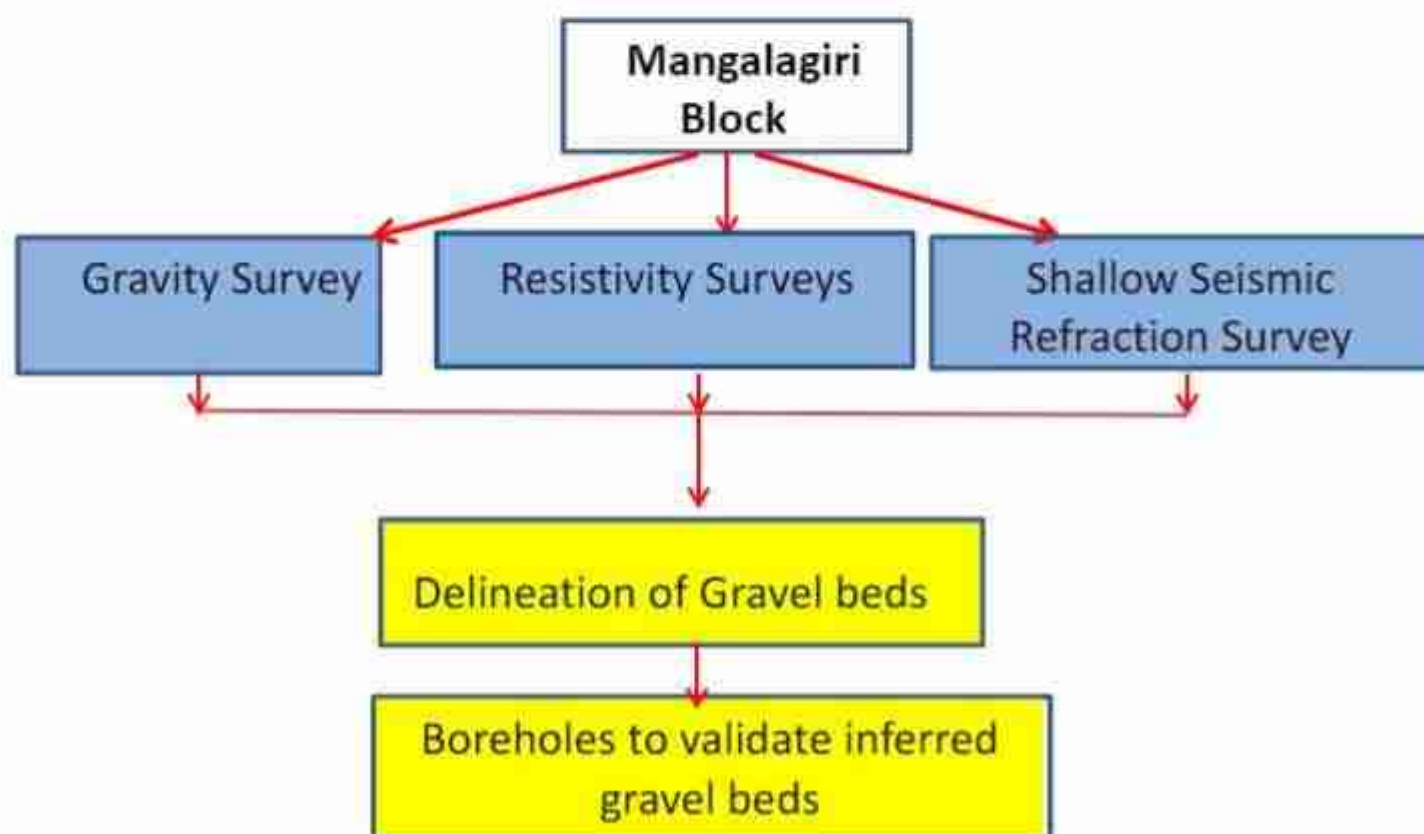 Mangalagiri
Block
Gravity Survey
Resistivity Surveys
Shallow Seismic
Refraction Survey
Delineation of Gravel beds
Boreholes to validate inferred
gravel beds